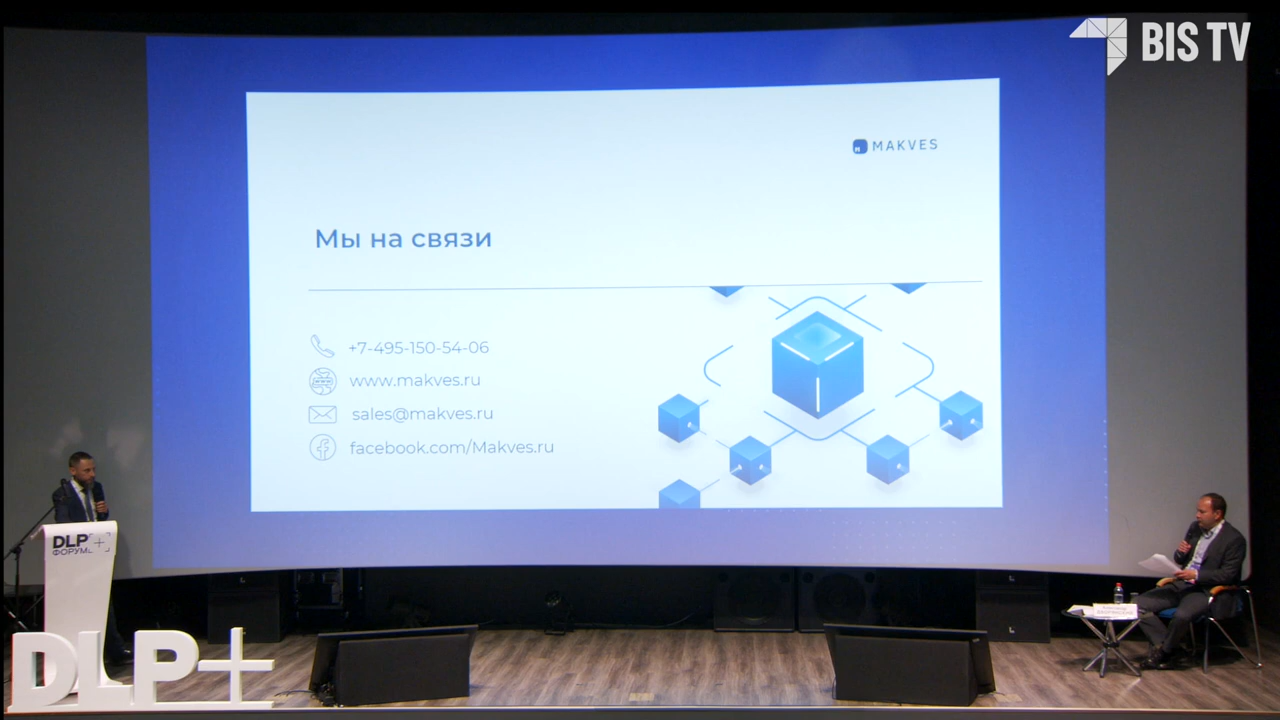 BIS TV
MAKVES
Мы на связи
+7-495-150-54-06
www.makves.ru
sales@makves.ru
facebook.com/Makves.ru
DLP+
ФОРУМ
DLP+